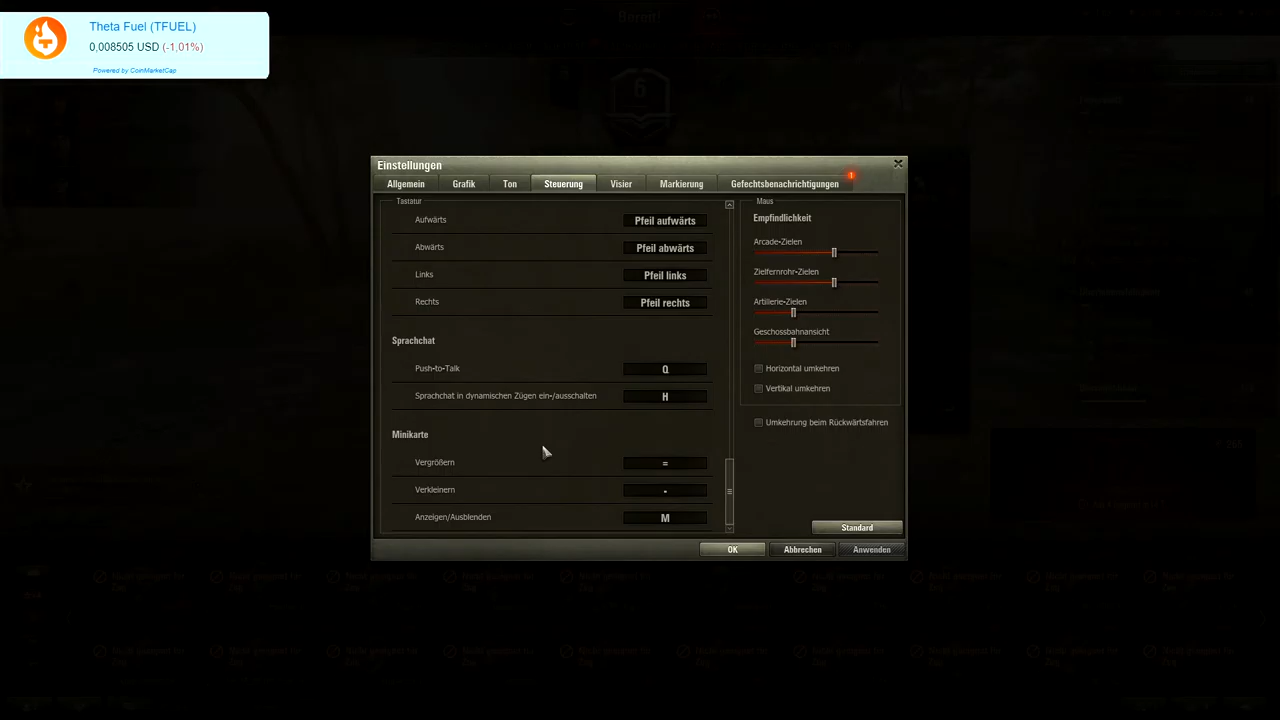 Theta Fuel (TFUEL)
0,008505 USD (-1,01%)
Powered by CoinMarketCap
Einstellungen
Allgemein Grafik Ton Steuerung Visier Markierung Gefechtsbenachrichtigungen
Tastatur
Aufwärts Pfeil aufwärts
Abwärts Pfeil abwärts
Links Pfeil links
Rechts Pfeil rechts
Sprachchat
Push-to-Talk Q
Sprachchat in dynamischen Zügen ein-/ausschalten H
Minikarte
Vergrößern =
Verkleinern -
Anzeigen/Ausblenden M
Maus
Empfindlichkeit
Arcade-Zielen
Zielfernrohr-Zielen
Artillerie-Zielen
Geschossbahnansicht
Horizontal umkehren
Vertikal umkehren
Umkehrung beim Rückwärtsfahren
Standard
OK Abbrechen Anwenden